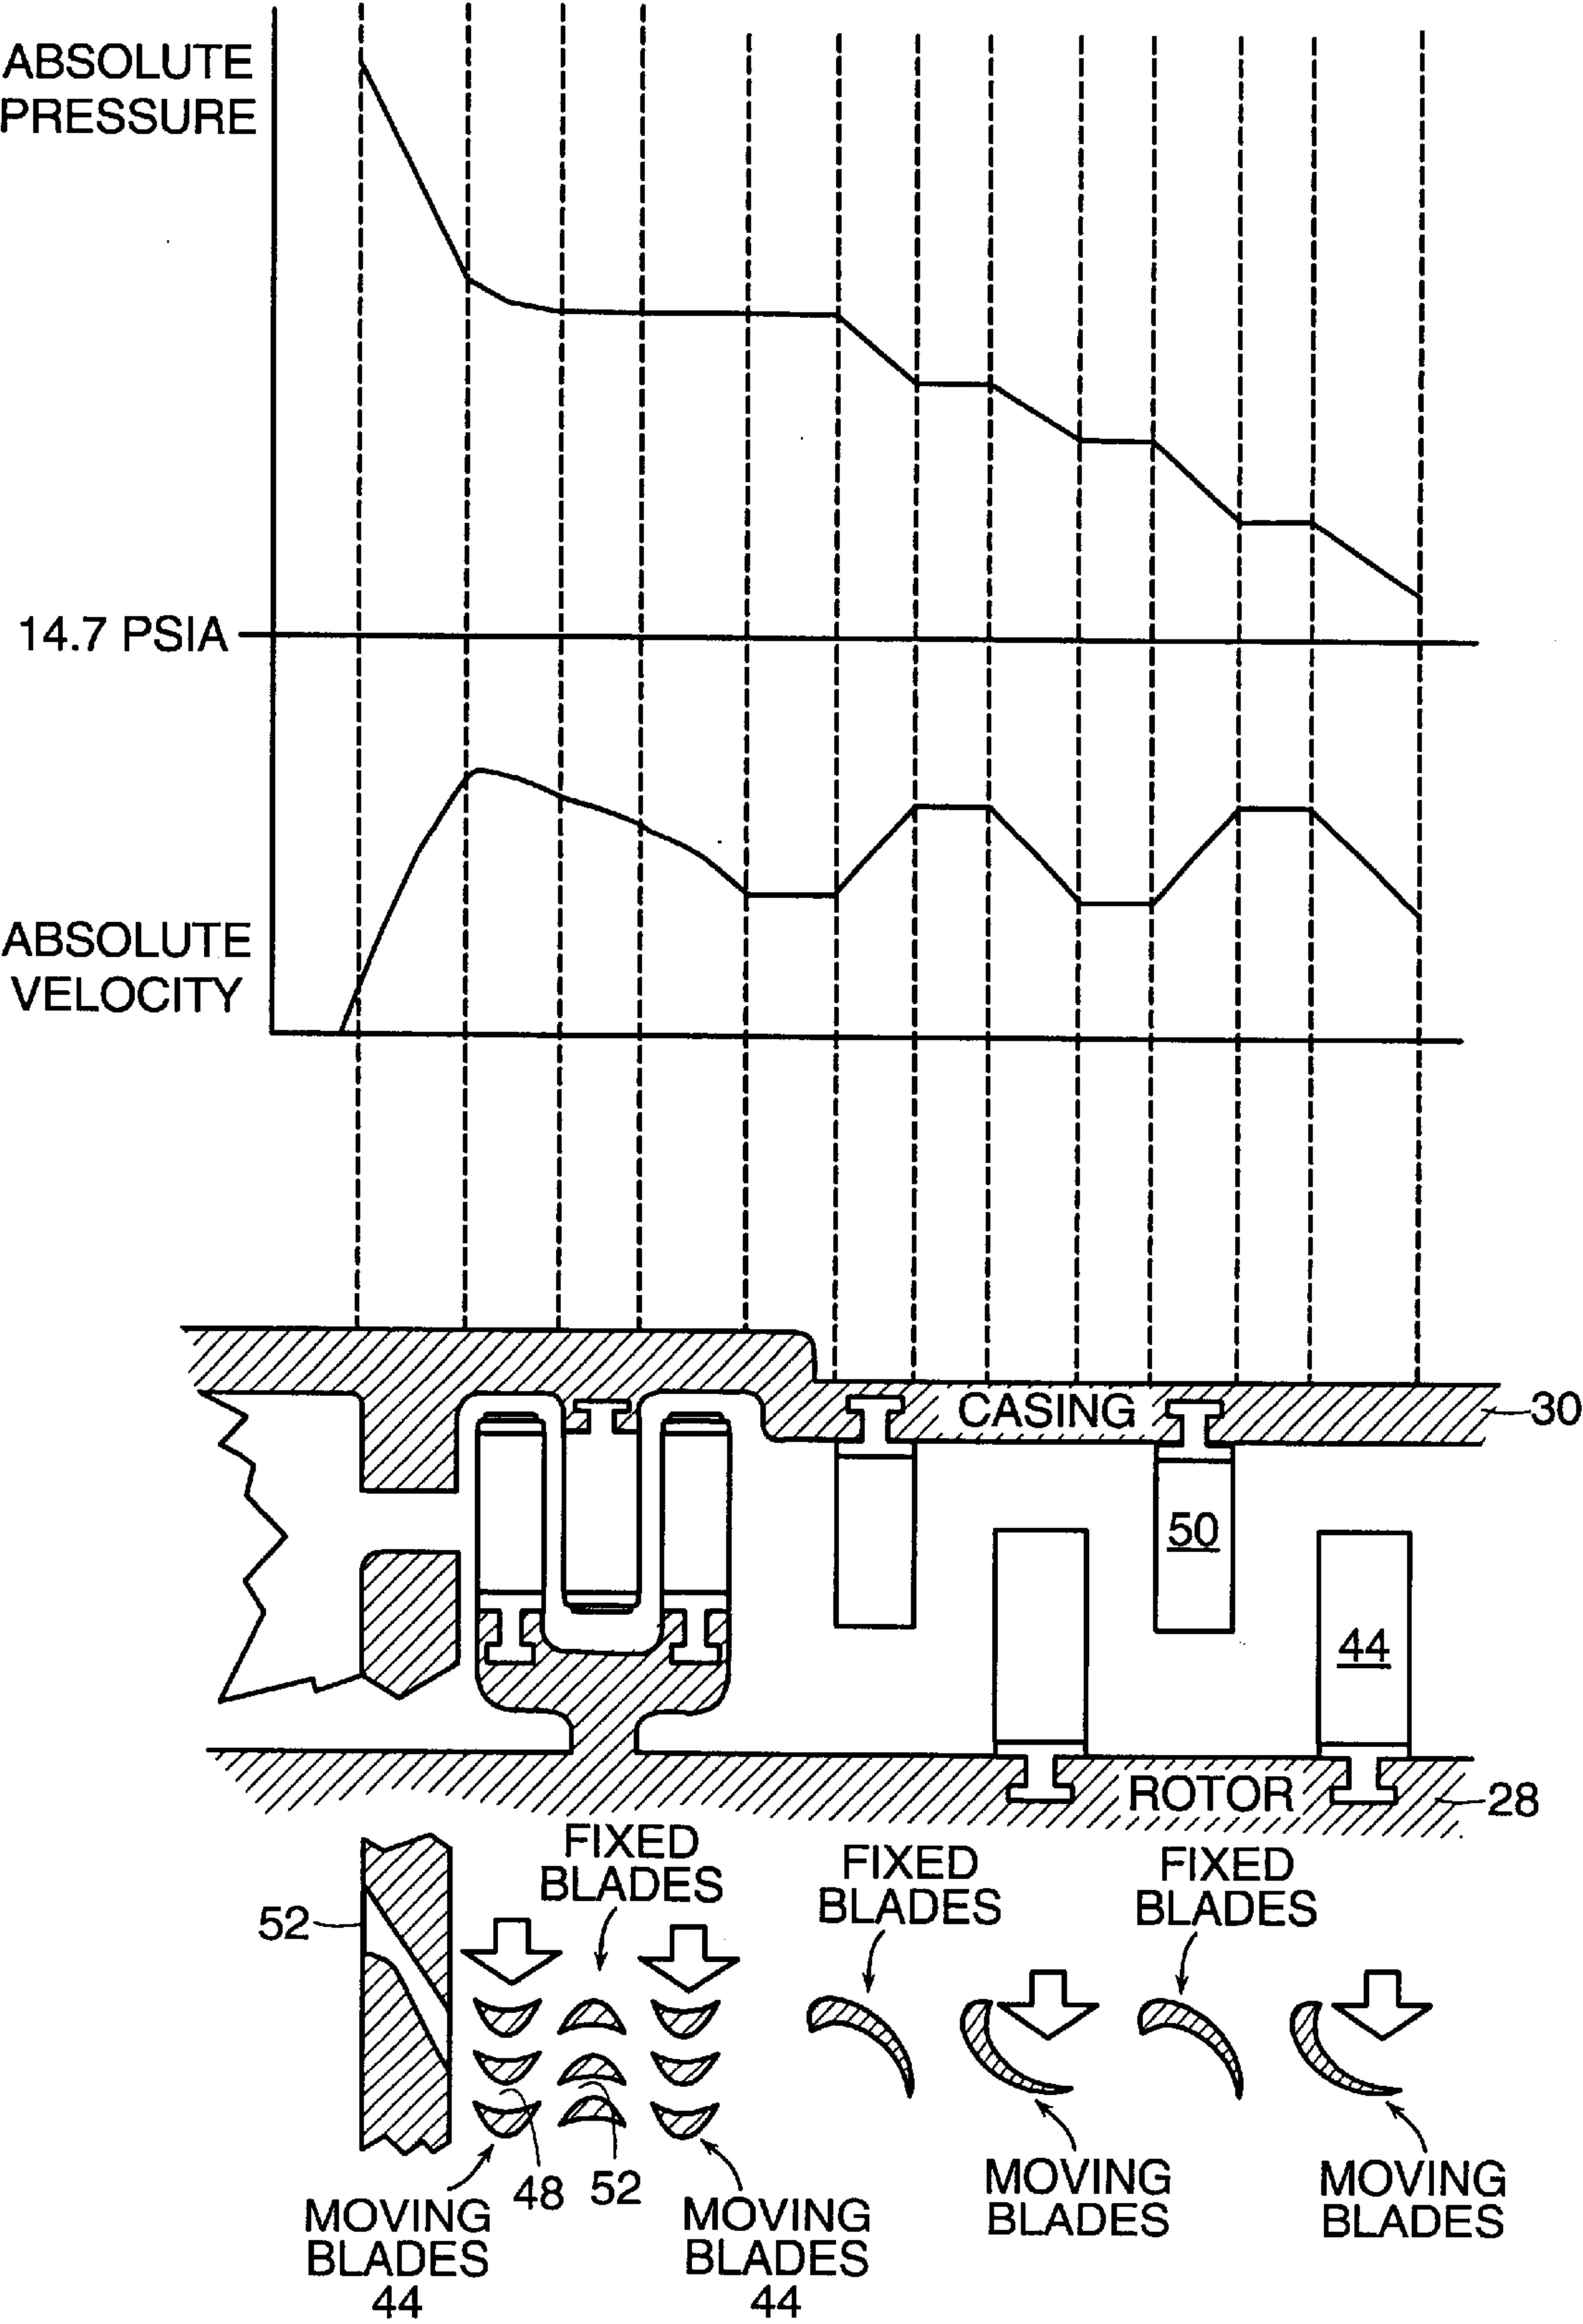 ABSOLUTE
PRESSURE
14.7 PSIA
ABSOLUTE
VELOCITY
CASING
30
50
44
ROTOR
28
FIXED
BLADES
FIXED
BLADES
FIXED
BLADES
52
48
52
MOVING
BLADES
44
MOVING
BLADES
44
MOVING
BLADES
MOVING
BLADES